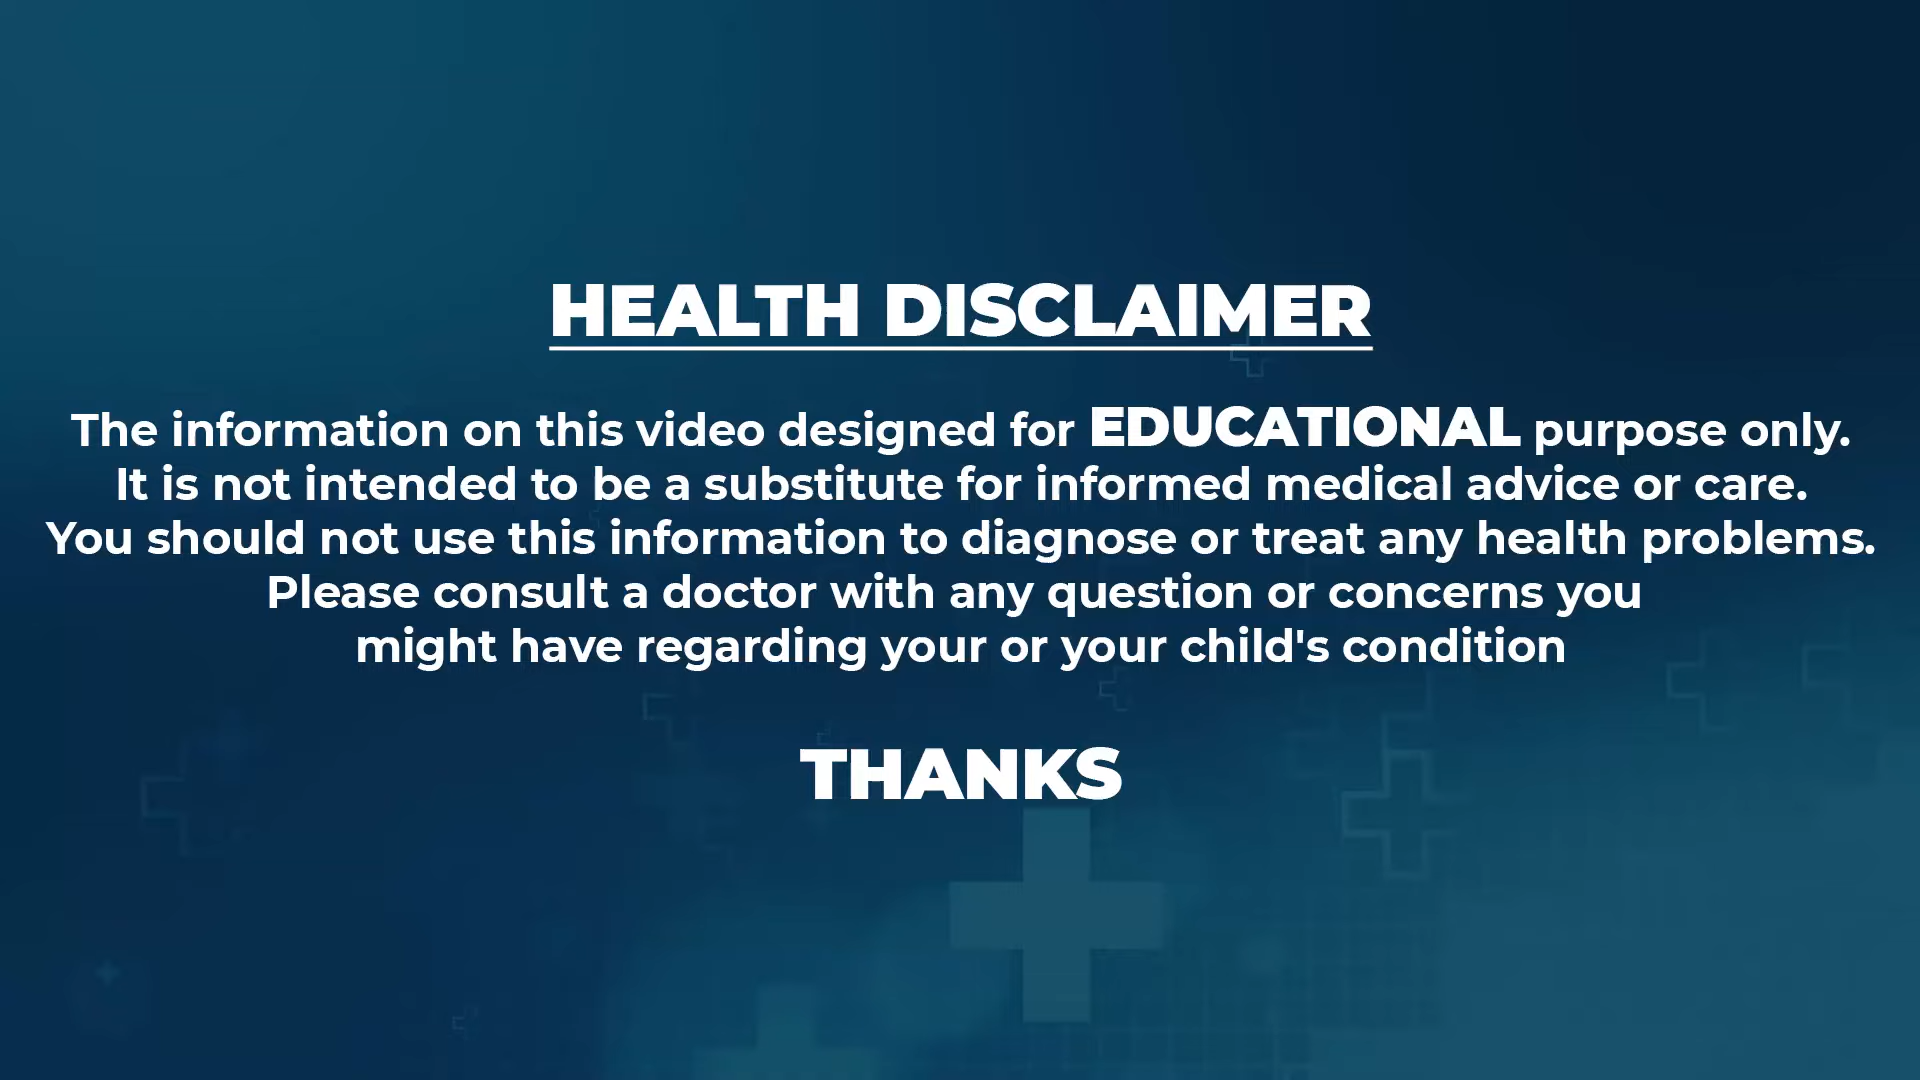 HEALTH DISCLAIMER
The information on this video designed for EDUCATIONAL purpose only.
It is not intended to be a substitute for informed medical advice or care.
You should not use this information to diagnose or treat any health problems.
Please consult a doctor with any question or concerns you
might have regarding your or your child's condition
THANKS